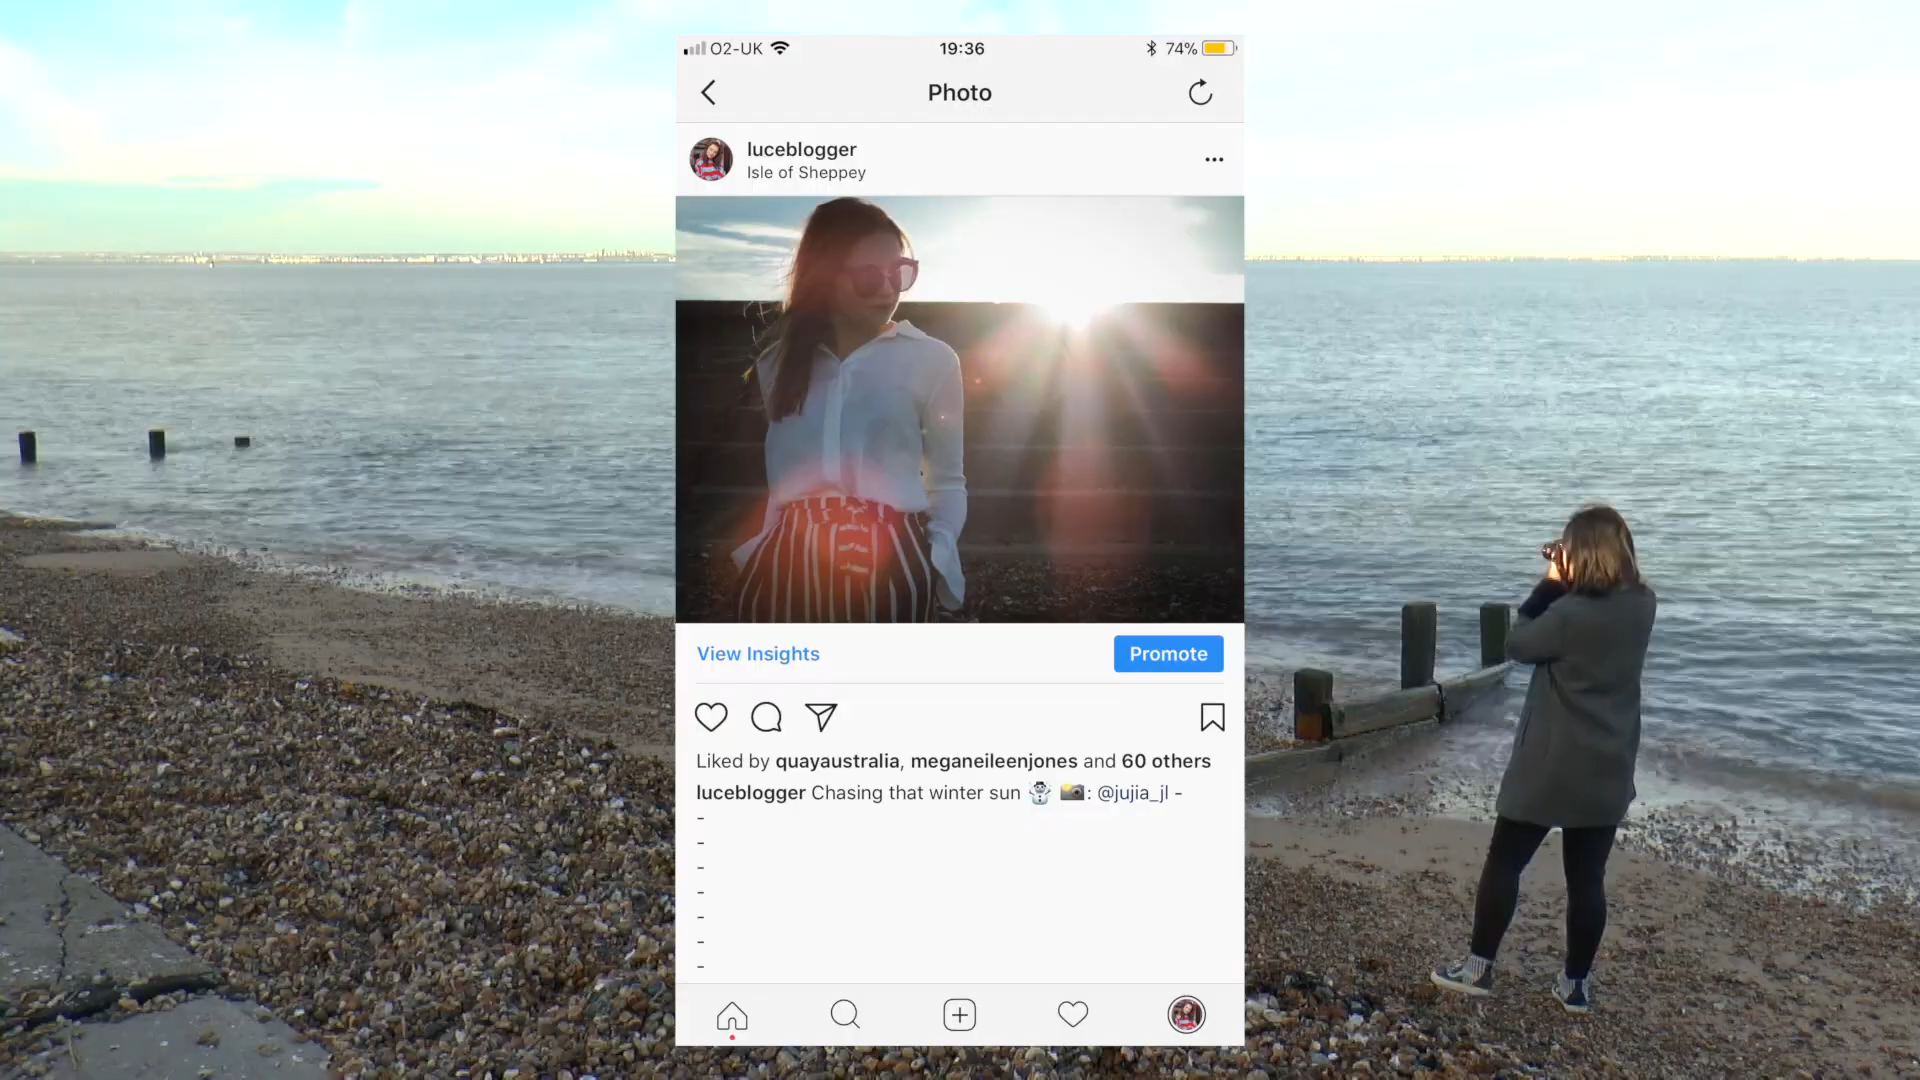 O2-UK 19:36 74%
Photo
luceblogger
Isle of Sheppey
View Insights
Promote
Liked by quayaustralia, meganeileenjones and 60 others
luceblogger Chasing that winter sun ⛄ 📸: @jujia_jl -
-
-
-
-
-
-
-